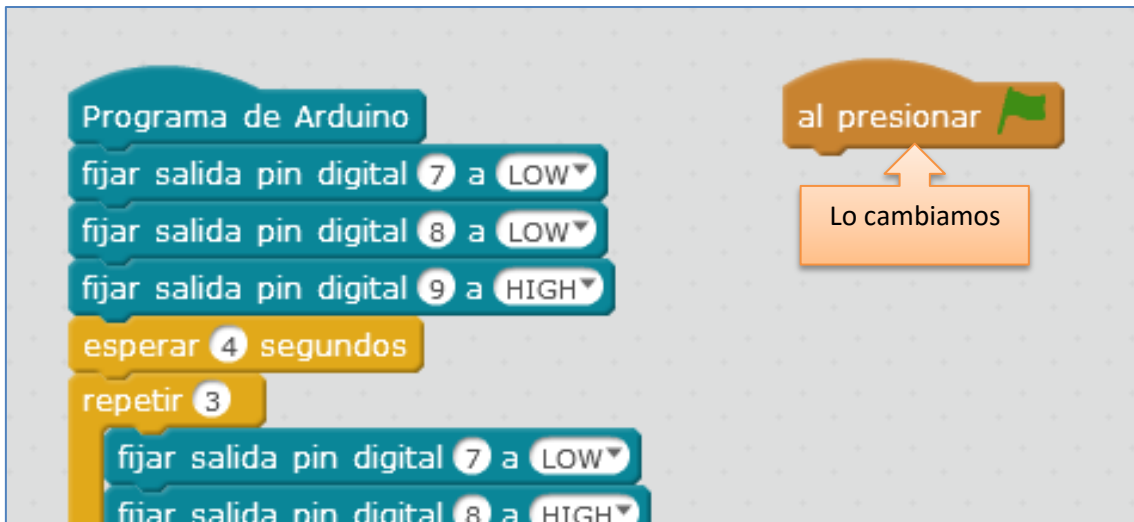 Programa de Arduino
fijar salida pin digital 7 a LOW
fijar salida pin digital 8 a LOW
fijar salida pin digital 9 a HIGH
esperar 4 segundos
repetir 3
fijar salida pin digital 7 a LOW
fijar salida pin digital 8 a HIGH
al presionar
Lo cambiamos